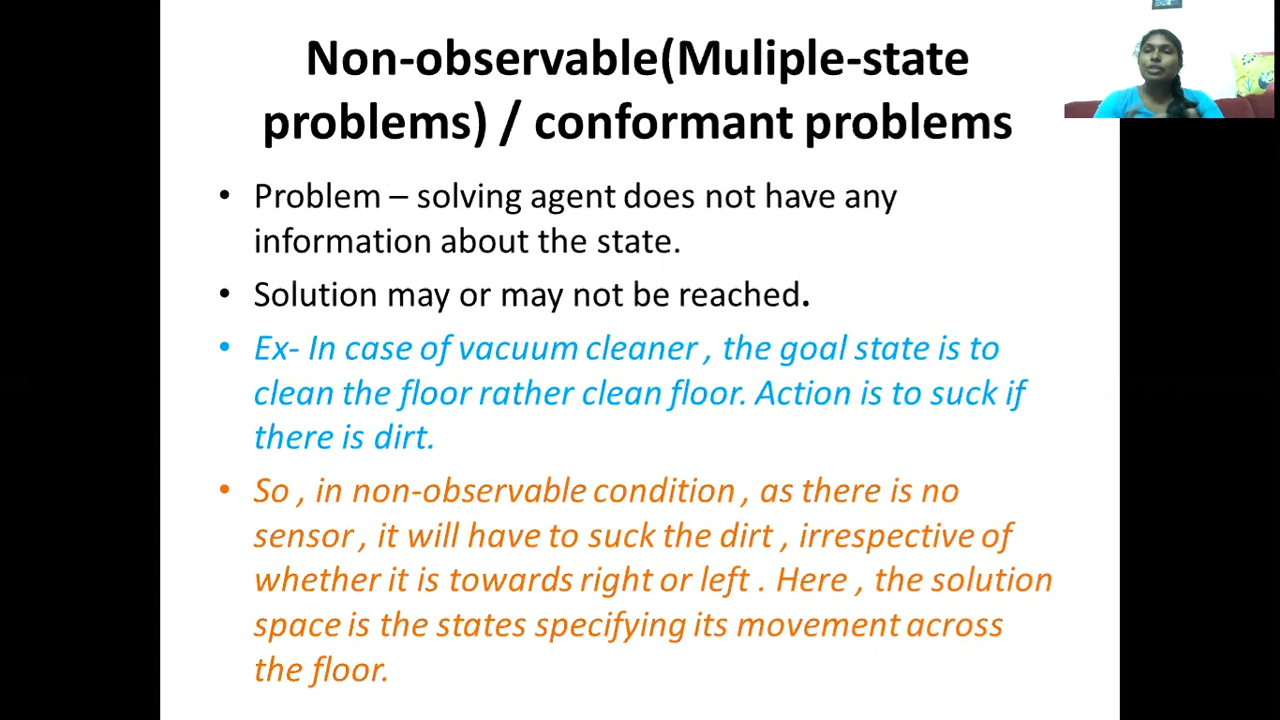 Non-observable(Muliple-state
problems) / conformant problems
• Problem – solving agent does not have any
information about the state.
• Solution may or may not be reached.
• Ex- In case of vacuum cleaner , the goal state is to
clean the floor rather clean floor. Action is to suck if
there is dirt.
• So , in non-observable condition , as there is no
sensor , it will have to suck the dirt , irrespective of
whether it is towards right or left . Here , the solution
space is the states specifying its movement across
the floor.